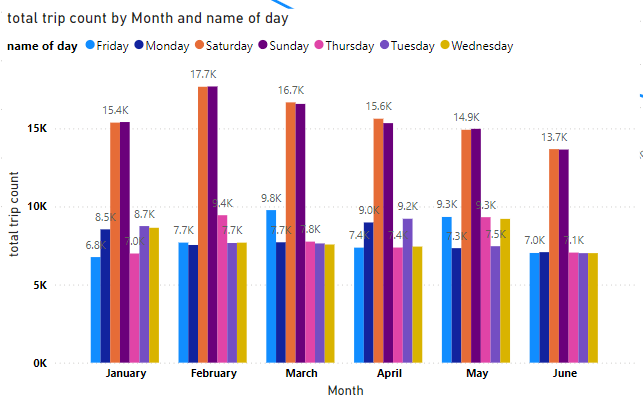 total trip count by Month and name of day
name of day Friday Monday Saturday Sunday Thursday Tuesday Wednesday
total trip count
15K
10K
5K
0K
6.8K 8.5K 15.4K 7.0K 8.7K
7.7K 17.7K 9.4K 7.7K
9.8K 7.7K 16.7K 7.8K
7.4K 9.0K 15.6K 7.4K 9.2K
9.3K 7.3K 14.9K 9.3K 7.5K
7.0K 13.7K 7.1K
January February March April May June
Month